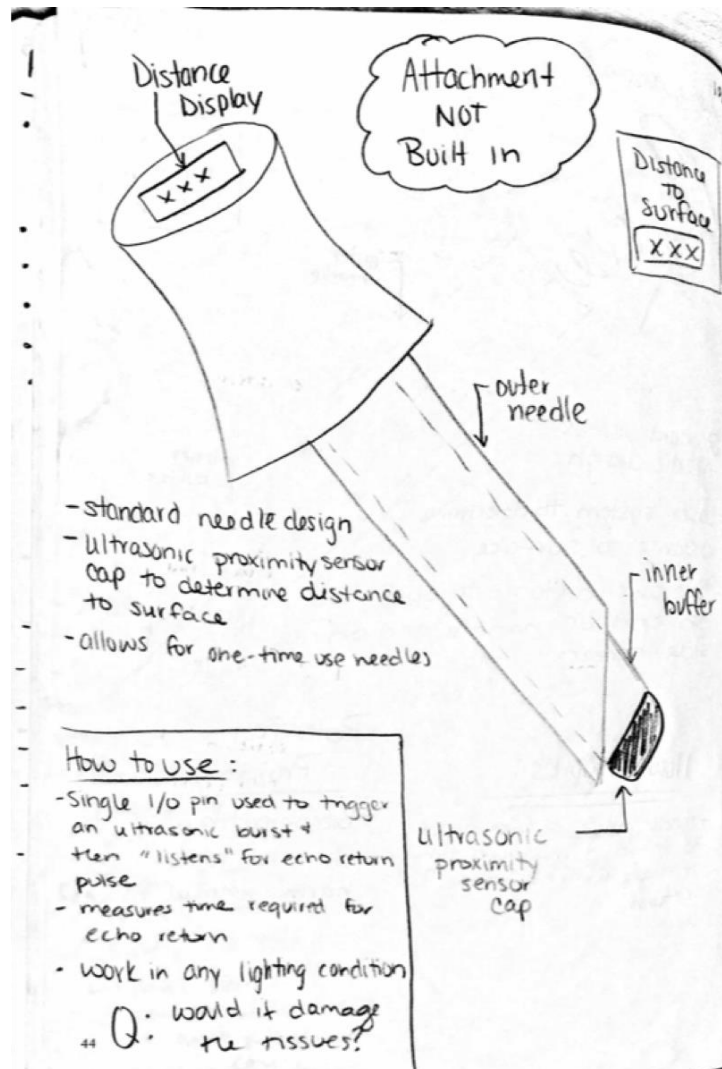 Distance
Display
xxx
Attachment
NOT
Built in
Distance
TO
Surface
xxx
outer
needle
inner
buffer
-standard needle design
-ultrasonic proximity sensor
cap to determine distance
to surface
-allows for one-time use needles
How to use:
-Single I/O pin used to trigger
an ultrasonic burst &
then "listens" for echo return
pulse
- measures time required for
echo return
- work in any lighting condition
Q: would it damage
the tissues?
44
ultrasonic
proximity
sensor
cap